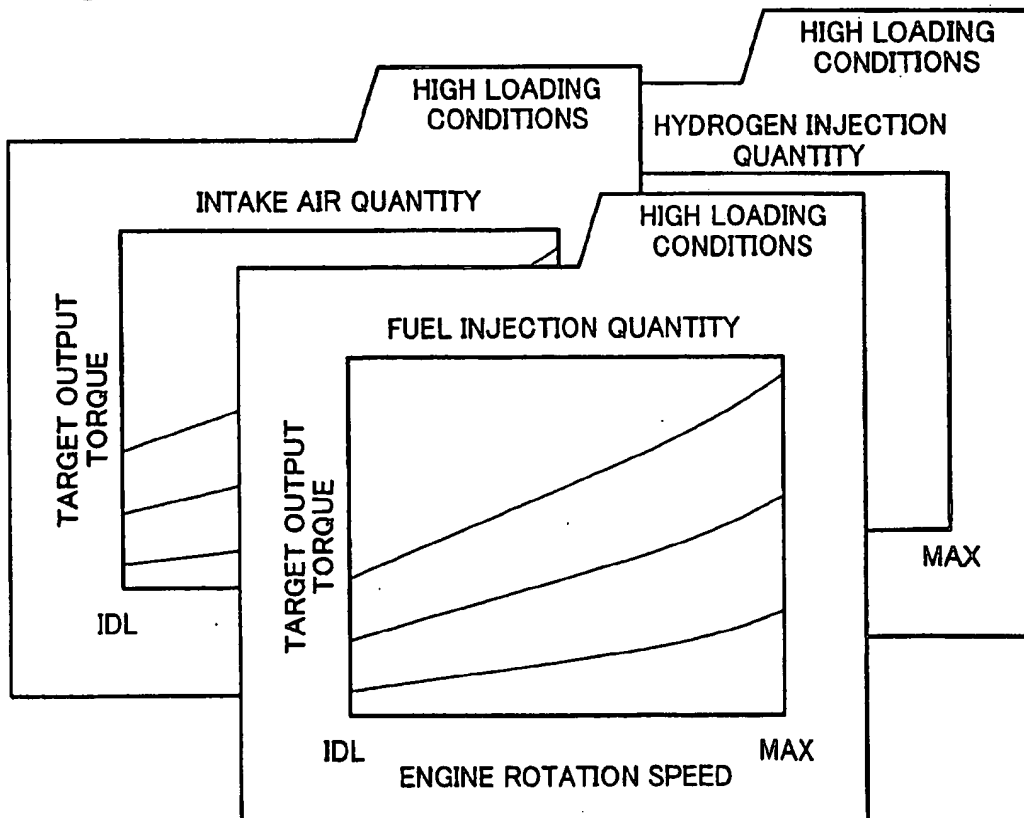 HIGH LOADING
CONDITIONS
HYDROGEN INJECTION
QUANTITY
MAX
HIGH LOADING
CONDITIONS
INTAKE AIR QUANTITY
TARGET OUTPUT
TORQUE
IDL
HIGH LOADING
CONDITIONS
FUEL INJECTION QUANTITY
TARGET OUTPUT
TORQUE
IDL
MAX
ENGINE ROTATION SPEED